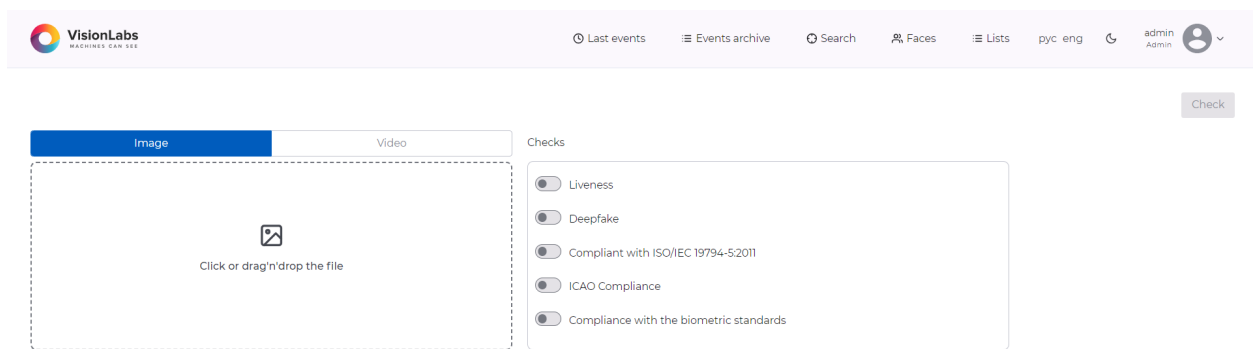 VisionLabs
MACHINES CAN SEE
Last events Events archive Search Faces Lists рус eng admin
Admin
Check
Image Video Checks
Liveness
Deepfake
Compliant with ISO/IEC 19794-5:2011
ICAO Compliance
Compliance with the biometric standards
Click or drag'n'drop the file